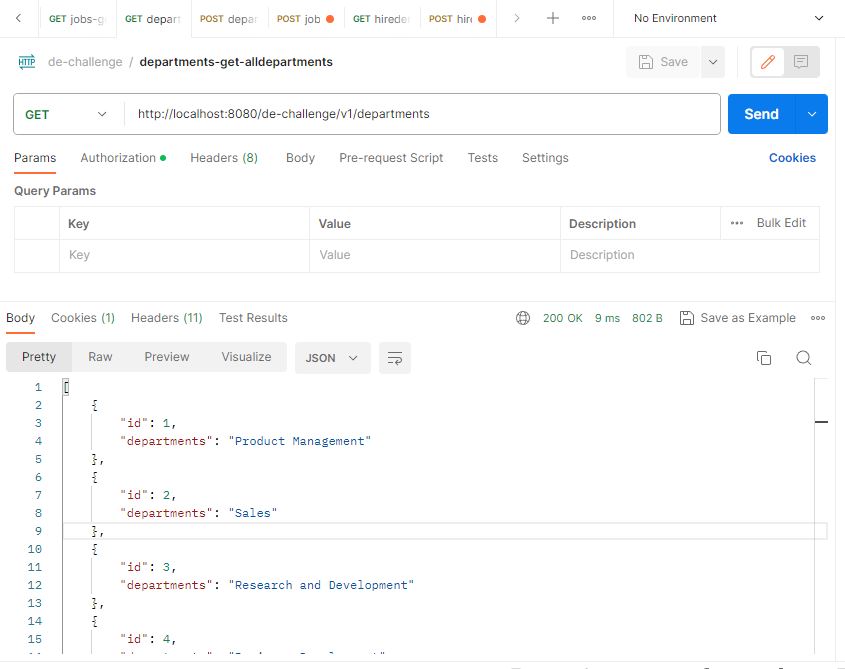 GET jobs-g GET depart POST depar POST job GET hirede POST hir No Environment
HTTP de-challenge / departments-get-alldepartments Save
GET http://localhost:8080/de-challenge/v1/departments Send
Params Authorization Headers (8) Body Pre-request Script Tests Settings Cookies
Query Params
Key Value Description ••• Bulk Edit
Key Value Description
Body Cookies (1) Headers (11) Test Results 200 OK 9 ms 802 B Save as Example
Pretty Raw Preview Visualize JSON
1 [
2 {
3 "id": 1,
4 "departments": "Product Management"
5 },
6 {
7 "id": 2,
8 "departments": "Sales"
9 },
10 {
11 "id": 3,
12 "departments": "Research and Development"
13 },
14 {
15 "id": 4,